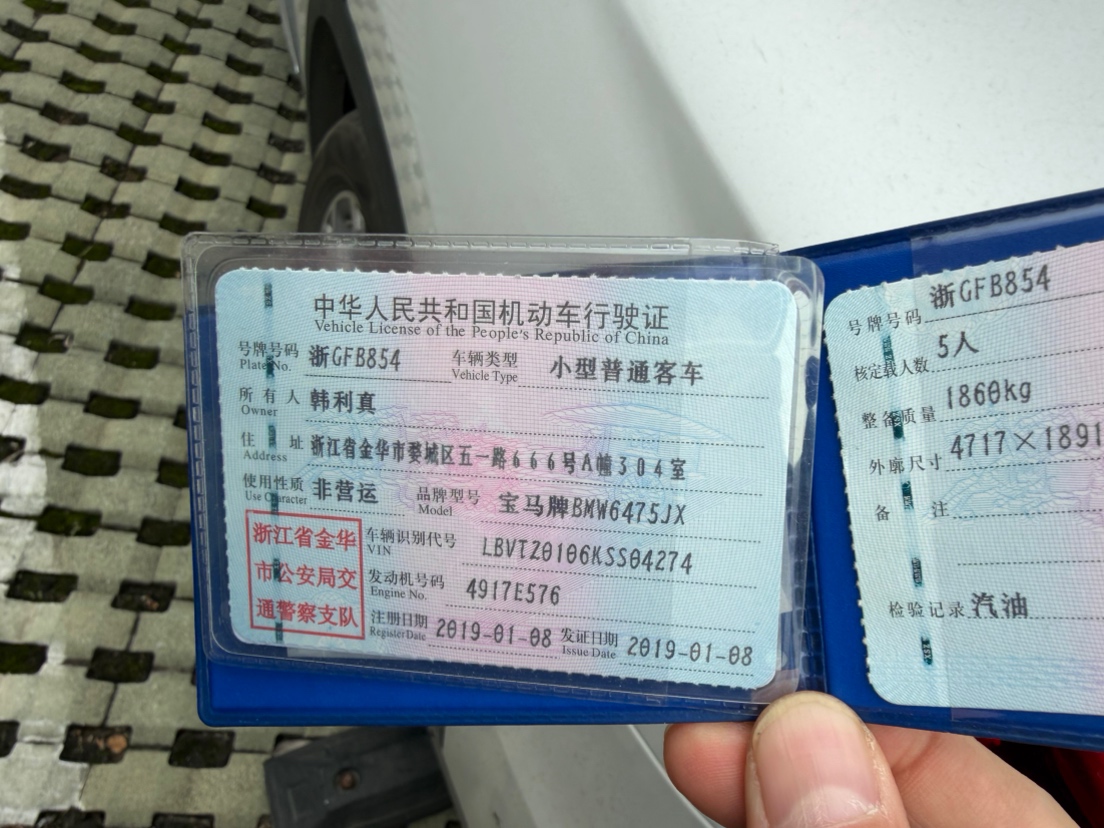 中华人民共和国机动车行驶证
Vehicle License of the People's Republic of China
号牌号码 浙GFB854 车辆类型 小型普通客车
Plate No. Vehicle Type
所有人 韩利真
Owner
住址 浙江省金华市婺城区五一路666号A幢304室
Address
使用性质 非营运 品牌型号 宝马牌BMW6475JX
Use Character Model
浙江省金华
市公安局交
通警察支队
车辆识别代号 LBVTZ0106KSS04274
VIN
发动机号码 4917E576
Engine No.
注册日期 2019-01-08 发证日期 2019-01-08
Register Date Issue Date
号牌号码 浙GFB854
核定载人数 5人
整备质量 1860kg
外廓尺寸 4717×1891
备注
检验记录 汽油